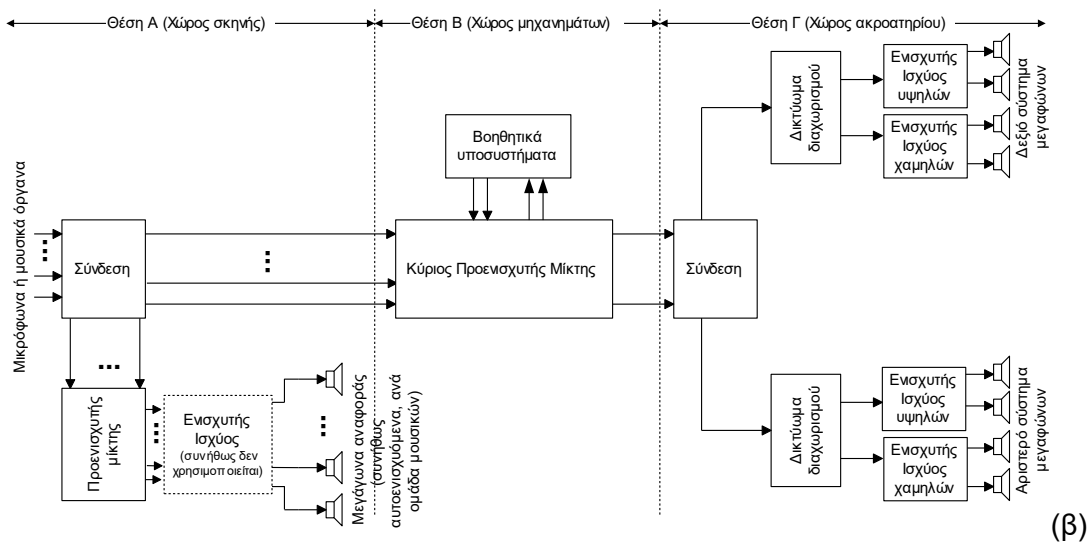 Θέση Α (Χώρος σκηνής)
Θέση Β (Χώρος μηχανημάτων)
Θέση Γ (Χώρος ακροατηρίου)
Μικρόφωνα ή μουσικά όργανα
Σύνδεση
Προενισχυτής
μίκτης
Ενισχυτής
Ισχύος
(συνήθως δεν
χρησιμοποιείται)
Μεγάγωνα αναφοράς
(συνήθως
αυτοενισχυόμενα, ανά
ομάδα μουσικών)
Βοηθητικά
υποσυστήματα
Κύριος Προενισχυτής Μίκτης
Σύνδεση
Δικτύωμα
διαχωρισμού
Ενισχυτής
Ισχύος
υψηλών
Ενισχυτής
Ισχύος
χαμηλών
Δεξιό σύστημα
μεγαφώνων
Δικτύωμα
διαχωρισμού
Ενισχυτής
Ισχύος
υψηλών
Ενισχυτής
Ισχύος
χαμηλών
Αριστερό σύστημα
μεγαφώνων
(β)